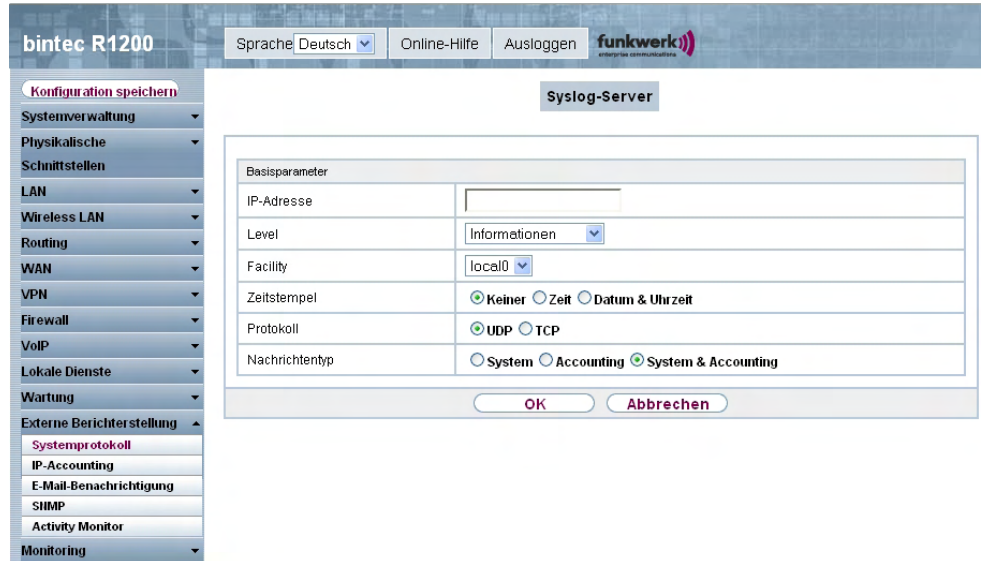 bintec R1200
Sprache Deutsch
Online-Hilfe
Ausloggen
funkwerk
enterprise communications
Konfiguration speichern
Systemverwaltung
Physikalische
Schnittstellen
LAN
Wireless LAN
Routing
WAN
VPN
Firewall
VoIP
Lokale Dienste
Wartung
Externe Berichterstellung
Systemprotokoll
IP-Accounting
E-Mail-Benachrichtigung
SNMP
Activity Monitor
Monitoring
Syslog-Server
Basisparameter
IP-Adresse
Level Informationen
Facility local0
Zeitstempel Keiner Zeit Datum & Uhrzeit
Protokoll UDP TCP
Nachrichtentyp System Accounting System & Accounting
OK Abbrechen